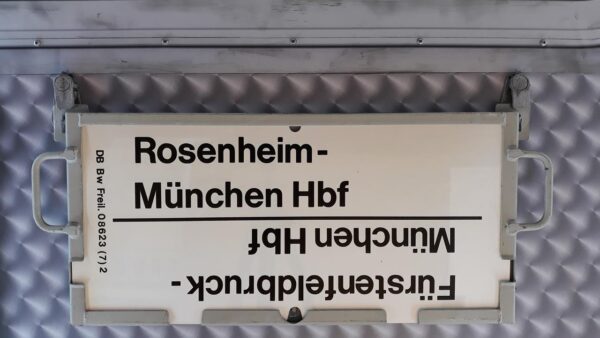 Rosenheim-
München Hbf
Fürstenfeldbruck-
München Hbf
DB Bw Freil. 08623 (7) 2